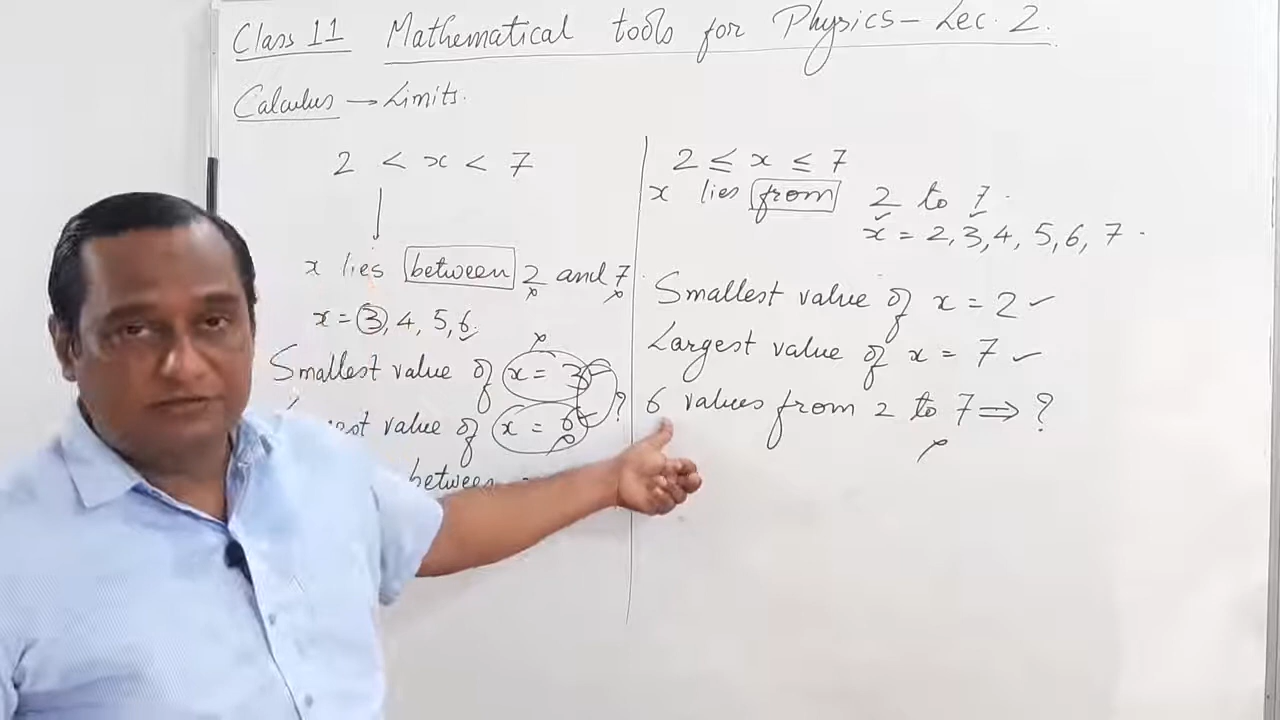 Class 11 Mathematical tools for Physics – Lec. 2.
Calculus → Limits.
2 < x < 7
x lies between 2 and 7.
x = 3, 4, 5, 6.
Smallest value of x = 3
value of x = 6
?
between
2 ≤ x ≤ 7
x lies from 2 to 7.
x = 2, 3, 4, 5, 6, 7.
Smallest value of x = 2 ✓
Largest value of x = 7 ✓
6 values from 2 to 7 ⇒ ?